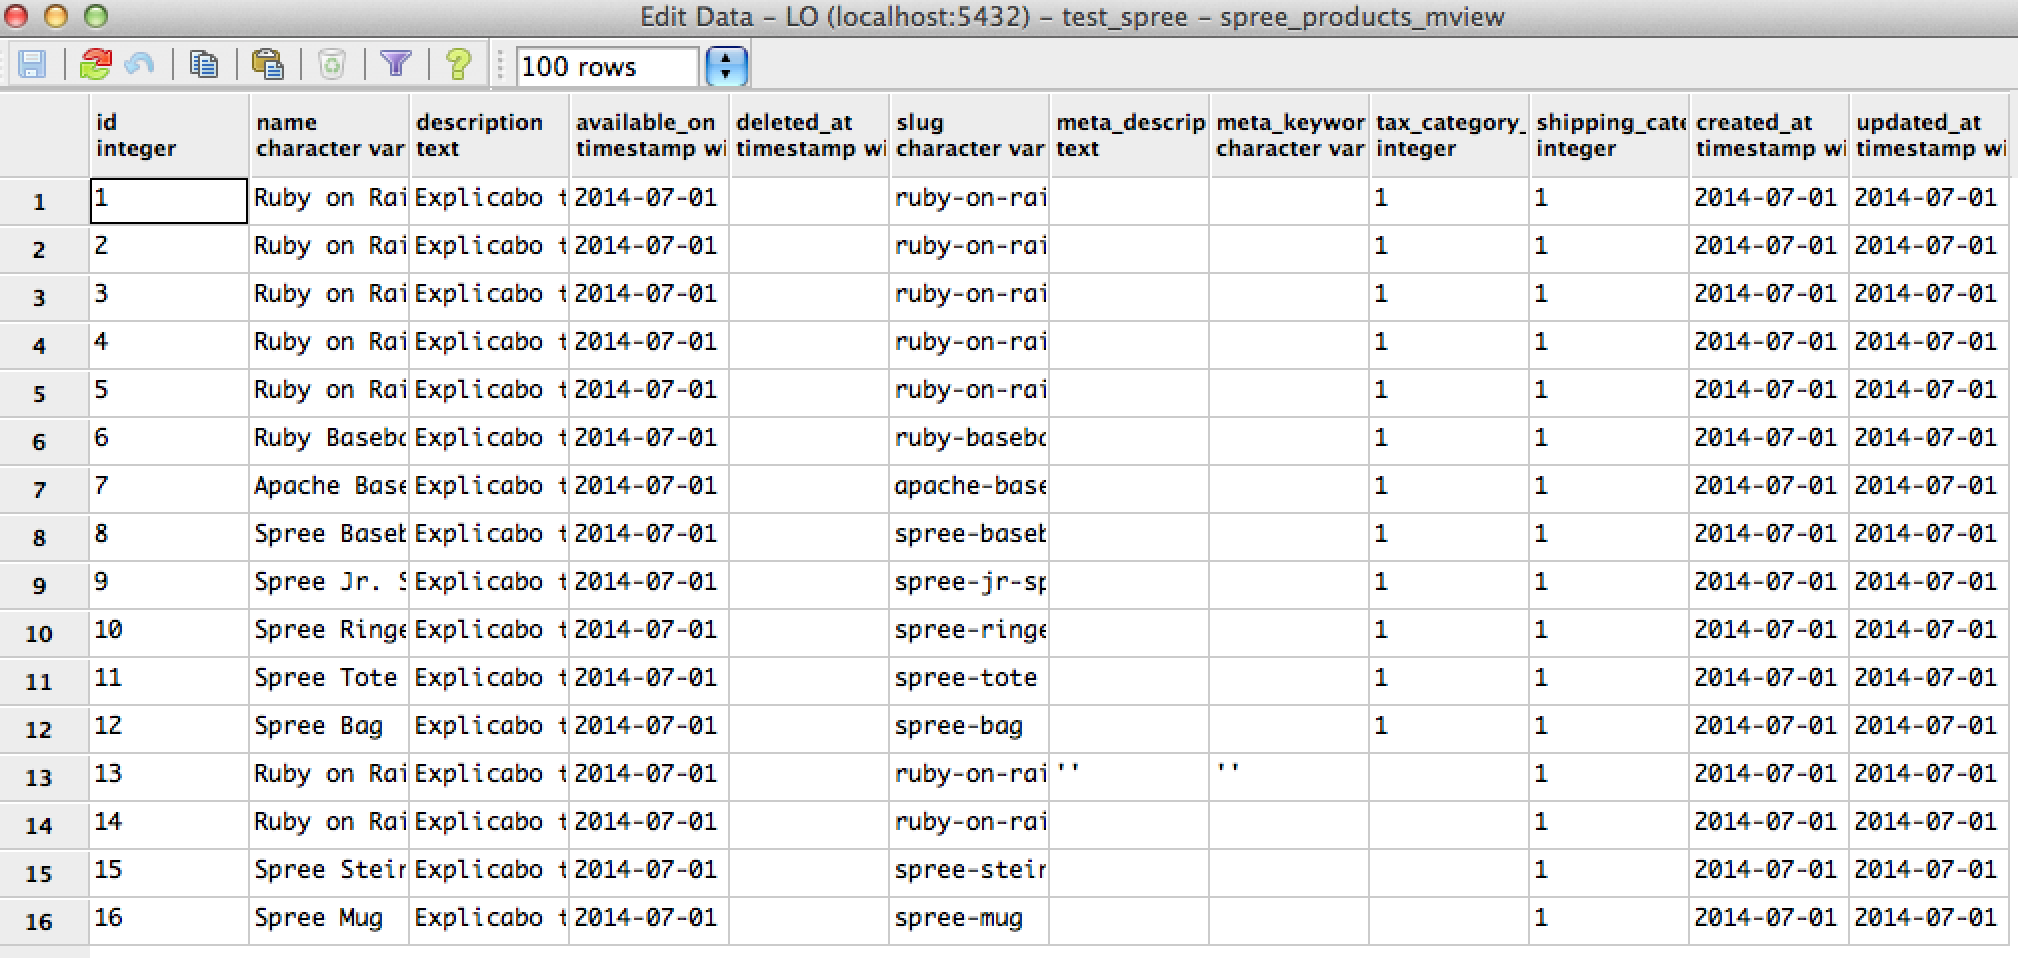 Edit Data – LO (localhost:5432) – test_spree – spree_products_mview
100 rows
id name description available_on deleted_at slug meta_descrip meta_keywor tax_category_ shipping_cate created_at updated_at
integer character var text timestamp wi timestamp wi character var text character var integer integer timestamp wi timestamp wi
1 1 Ruby on Rai Explicabo t 2014-07-01 ruby-on-rai 1 1 2014-07-01 2014-07-01
2 2 Ruby on Rai Explicabo t 2014-07-01 ruby-on-rai 1 1 2014-07-01 2014-07-01
3 3 Ruby on Rai Explicabo t 2014-07-01 ruby-on-rai 1 1 2014-07-01 2014-07-01
4 4 Ruby on Rai Explicabo t 2014-07-01 ruby-on-rai 1 1 2014-07-01 2014-07-01
5 5 Ruby on Rai Explicabo t 2014-07-01 ruby-on-rai 1 1 2014-07-01 2014-07-01
6 6 Ruby Baseba Explicabo t 2014-07-01 ruby-baseba 1 1 2014-07-01 2014-07-01
7 7 Apache Base Explicabo t 2014-07-01 apache-base 1 1 2014-07-01 2014-07-01
8 8 Spree Baseb Explicabo t 2014-07-01 spree-baseb 1 1 2014-07-01 2014-07-01
9 9 Spree Jr. S Explicabo t 2014-07-01 spree-jr-sp 1 1 2014-07-01 2014-07-01
10 10 Spree Ringe Explicabo t 2014-07-01 spree-ringe 1 1 2014-07-01 2014-07-01
11 11 Spree Tote Explicabo t 2014-07-01 spree-tote 1 1 2014-07-01 2014-07-01
12 12 Spree Bag Explicabo t 2014-07-01 spree-bag 1 1 2014-07-01 2014-07-01
13 13 Ruby on Rai Explicabo t 2014-07-01 ruby-on-rai '' '' 1 2014-07-01 2014-07-01
14 14 Ruby on Rai Explicabo t 2014-07-01 ruby-on-rai 1 2014-07-01 2014-07-01
15 15 Spree Stein Explicabo t 2014-07-01 spree-stein 1 2014-07-01 2014-07-01
16 16 Spree Mug Explicabo t 2014-07-01 spree-mug 1 2014-07-01 2014-07-01